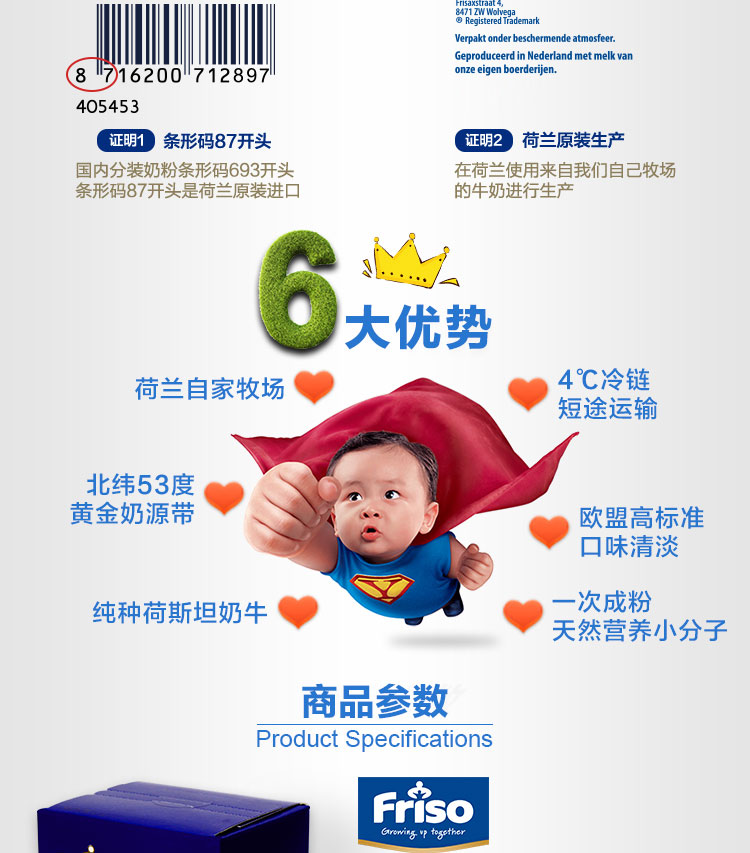 Frisaxstraat 4,
8471 ZW Wolvega
® Registered Trademark
Verpakt onder beschermende atmosfeer.
Geproduceerd in Nederland met melk van
onze eigen boerderijen.
8 716200 712897
405453
证明1 条形码87开头
国内分装奶粉条形码693开头
条形码87开头是荷兰原装进口
证明2 荷兰原装生产
在荷兰使用来自我们自己牧场
的牛奶进行生产
6大优势
荷兰自家牧场
4℃冷链
短途运输
北纬53度
黄金奶源带
欧盟高标准
口味清淡
纯种荷斯坦奶牛
一次成粉
天然营养小分子
商品参数
Product Specifications
Friso
Growing up together